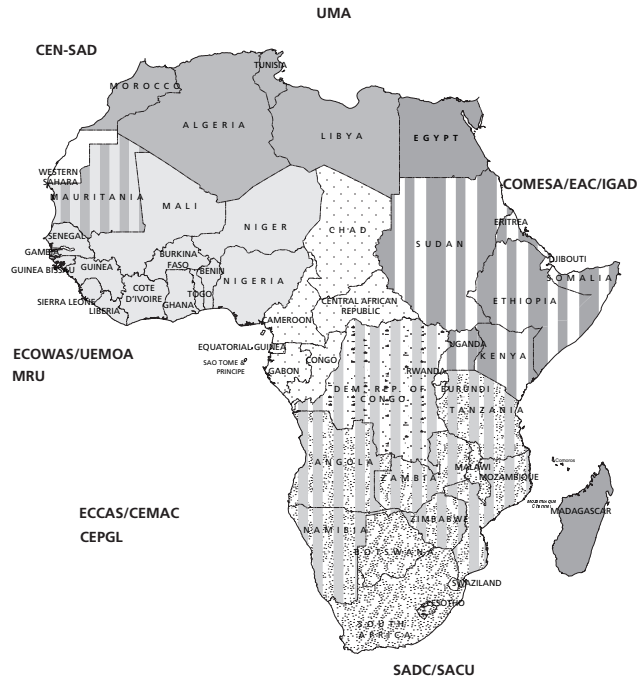 UMA
CEN-SAD
TUNISIA
MOROCCO
ALGERIA
LIBYA
EGYPT
WESTERN
SAHARA
COMESA/EAC/IGAD
MAURITANIA
MALI
NIGER
CHAD
SUDAN
ERITREA
SENEGAL
GAMBIA
GUINEA BISSAU
GUINEA
BURKINA
FASO
BENIN
NIGERIA
DJIBOUTI
SOMALIA
ETHIOPIA
SIERRA LEONE
LIBERIA
COTE
D'IVOIRE
GHANA
TOGO
CENTRAL AFRICAN
REPUBLIC
CAMEROON
ECOWAS/UEMOA
MRU
EQUATORIAL GUINEA
SAO TOME &
PRINCIPE
GABON
CONGO
UGANDA
KENYA
RWANDA
DEM. REP. OF
CONGO
BURUNDI
TANZANIA
ANGOLA
ZAMBIA
MALAWI
MOZAMBIQUE
Comoros
Mozambique
Channel
MADAGASCAR
ECCAS/CEMAC
CEPGL
NAMIBIA
ZIMBABWE
BOTSWANA
SWAZILAND
LESOTHO
SOUTH
AFRICA
SADC/SACU